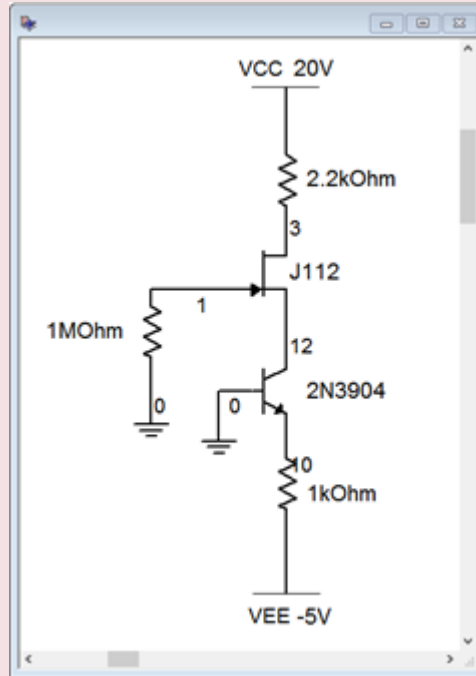 VCC 20V
2.2kOhm
3
J112
1
1MOhm
12
2N3904
0
0
10
1kOhm
VEE -5V